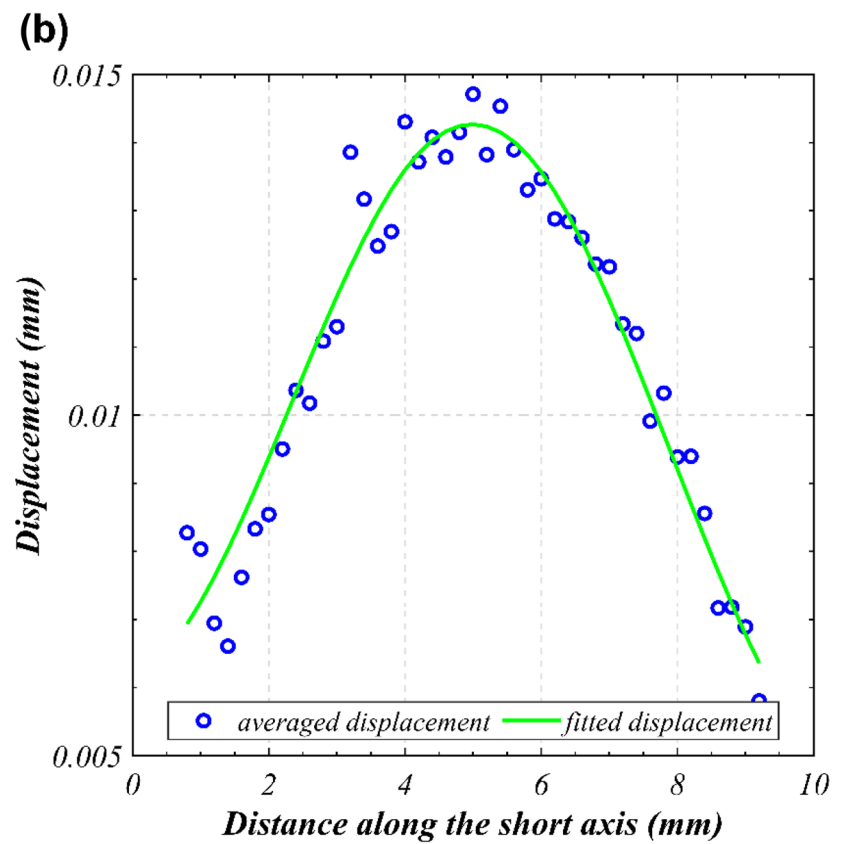 (b)
0.015
0.01
0.005
Displacement (mm)
averaged displacement fitted displacement
0 2 4 6 8 10
Distance along the short axis (mm)